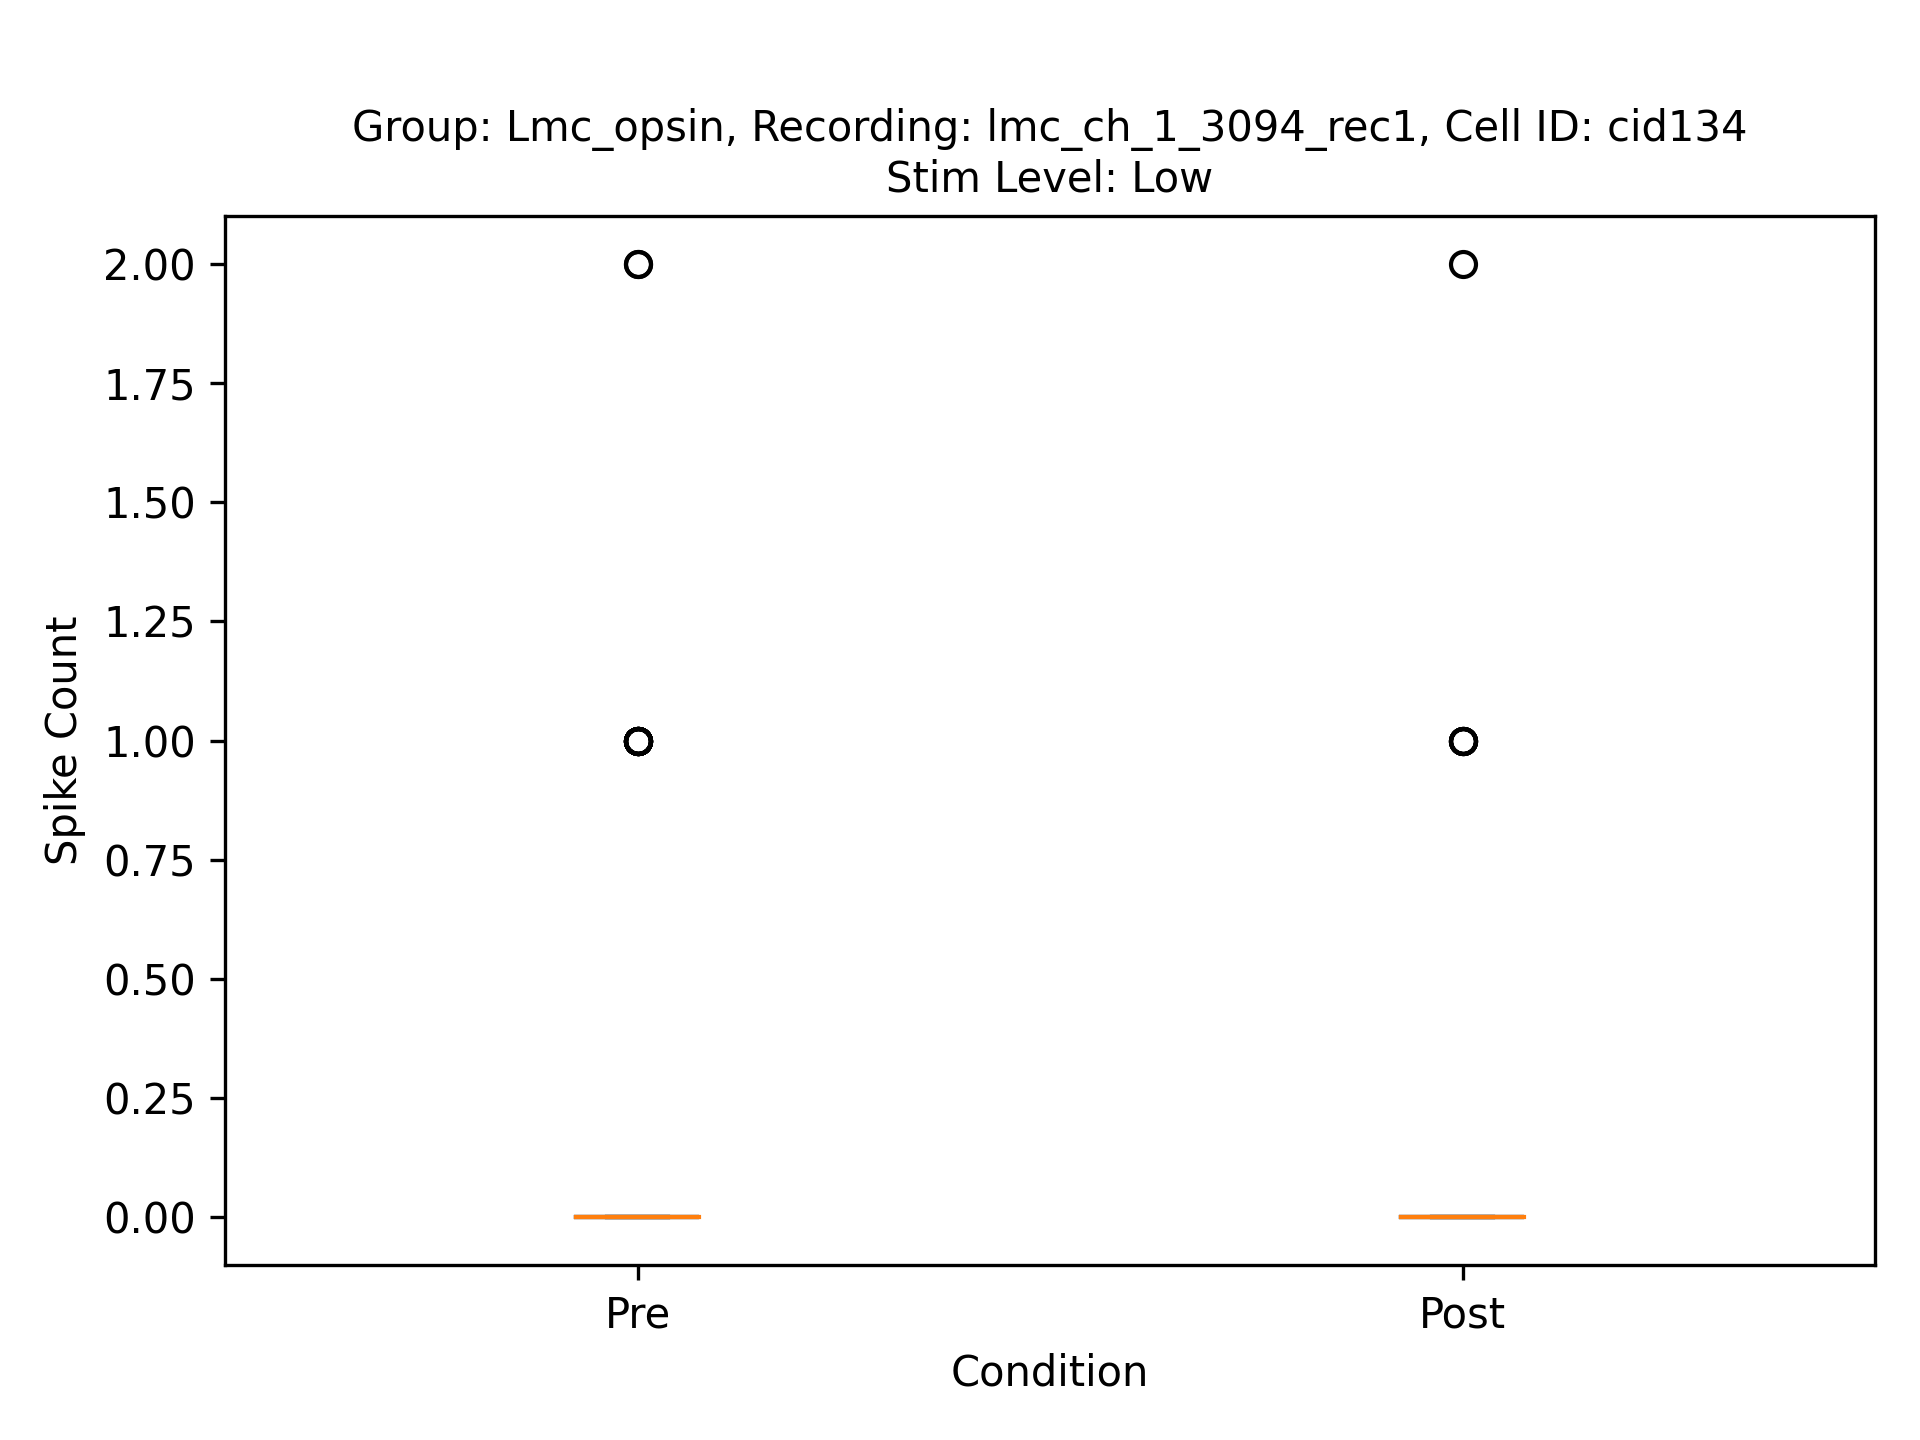 Group: Lmc_opsin, Recording: lmc_ch_1_3094_rec1, Cell ID: cid134
Stim Level: Low
2.00
1.75
1.50
1.25
1.00
0.75
0.50
0.25
0.00
Spike Count
Pre Post
Condition